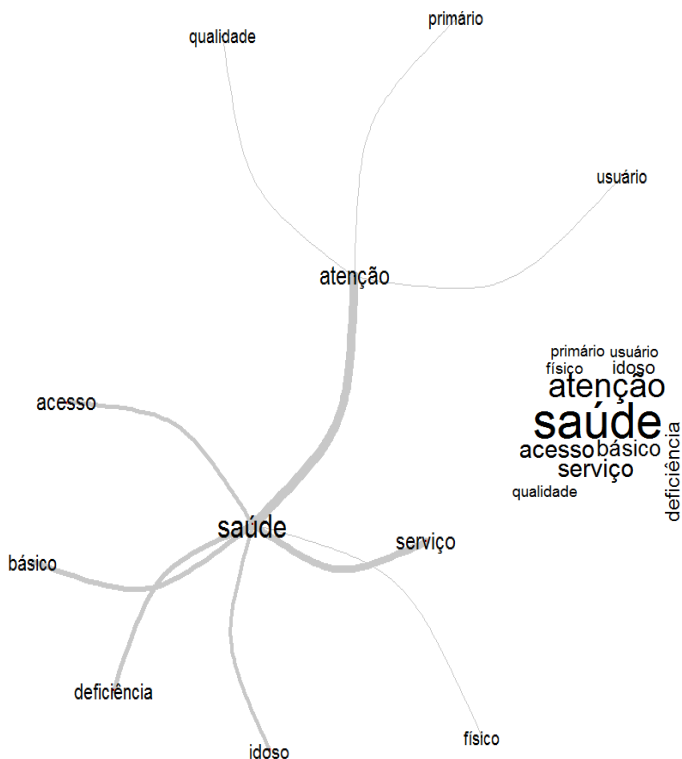 primário
qualidade
usuário
atenção
acesso
saúde
serviço
básico
deficiência
físico
idoso
primário usuário
físico idoso
atenção
saúde
acesso básico
serviço
qualidade
deficiência